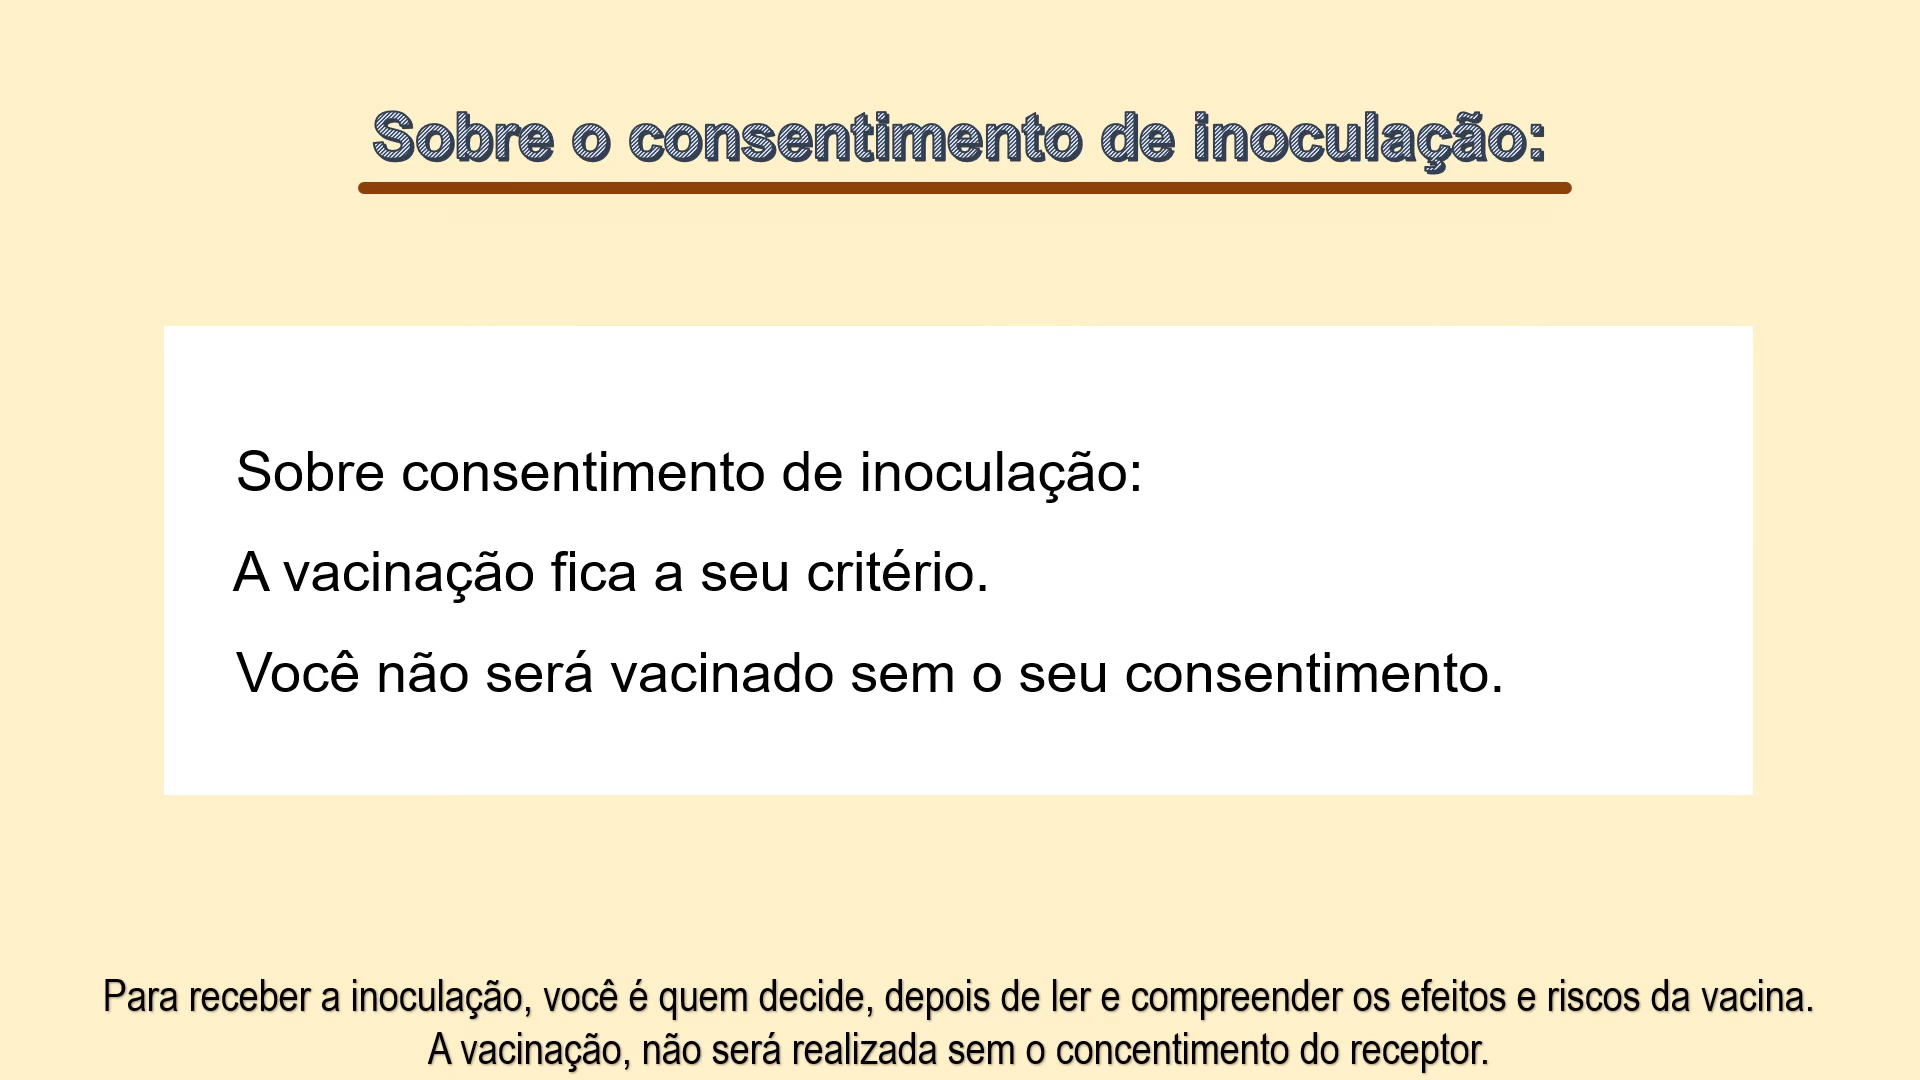 Sobre o consentimento de inoculação:
Sobre consentimento de inoculação:
A vacinação fica a seu critério.
Você não será vacinado sem o seu consentimento.
Para receber a inoculação, você é quem decide, depois de ler e compreender os efeitos e riscos da vacina.
A vacinação, não será realizada sem o concentimento do receptor.